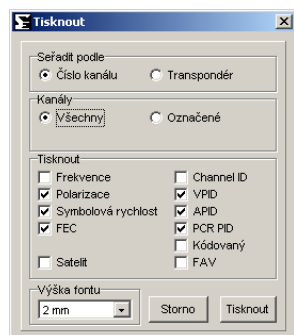 Tisknout
Seřadit podle
Číslo kanálu Transpondér
Kanály
Všechny Označené
Tisknout
Frekvence Channel ID
Polarizace VPID
Symbolová rychlost APID
FEC PCR PID
Kódovaný
Satelit FAV
Výška fontu
2 mm Storno Tisknout